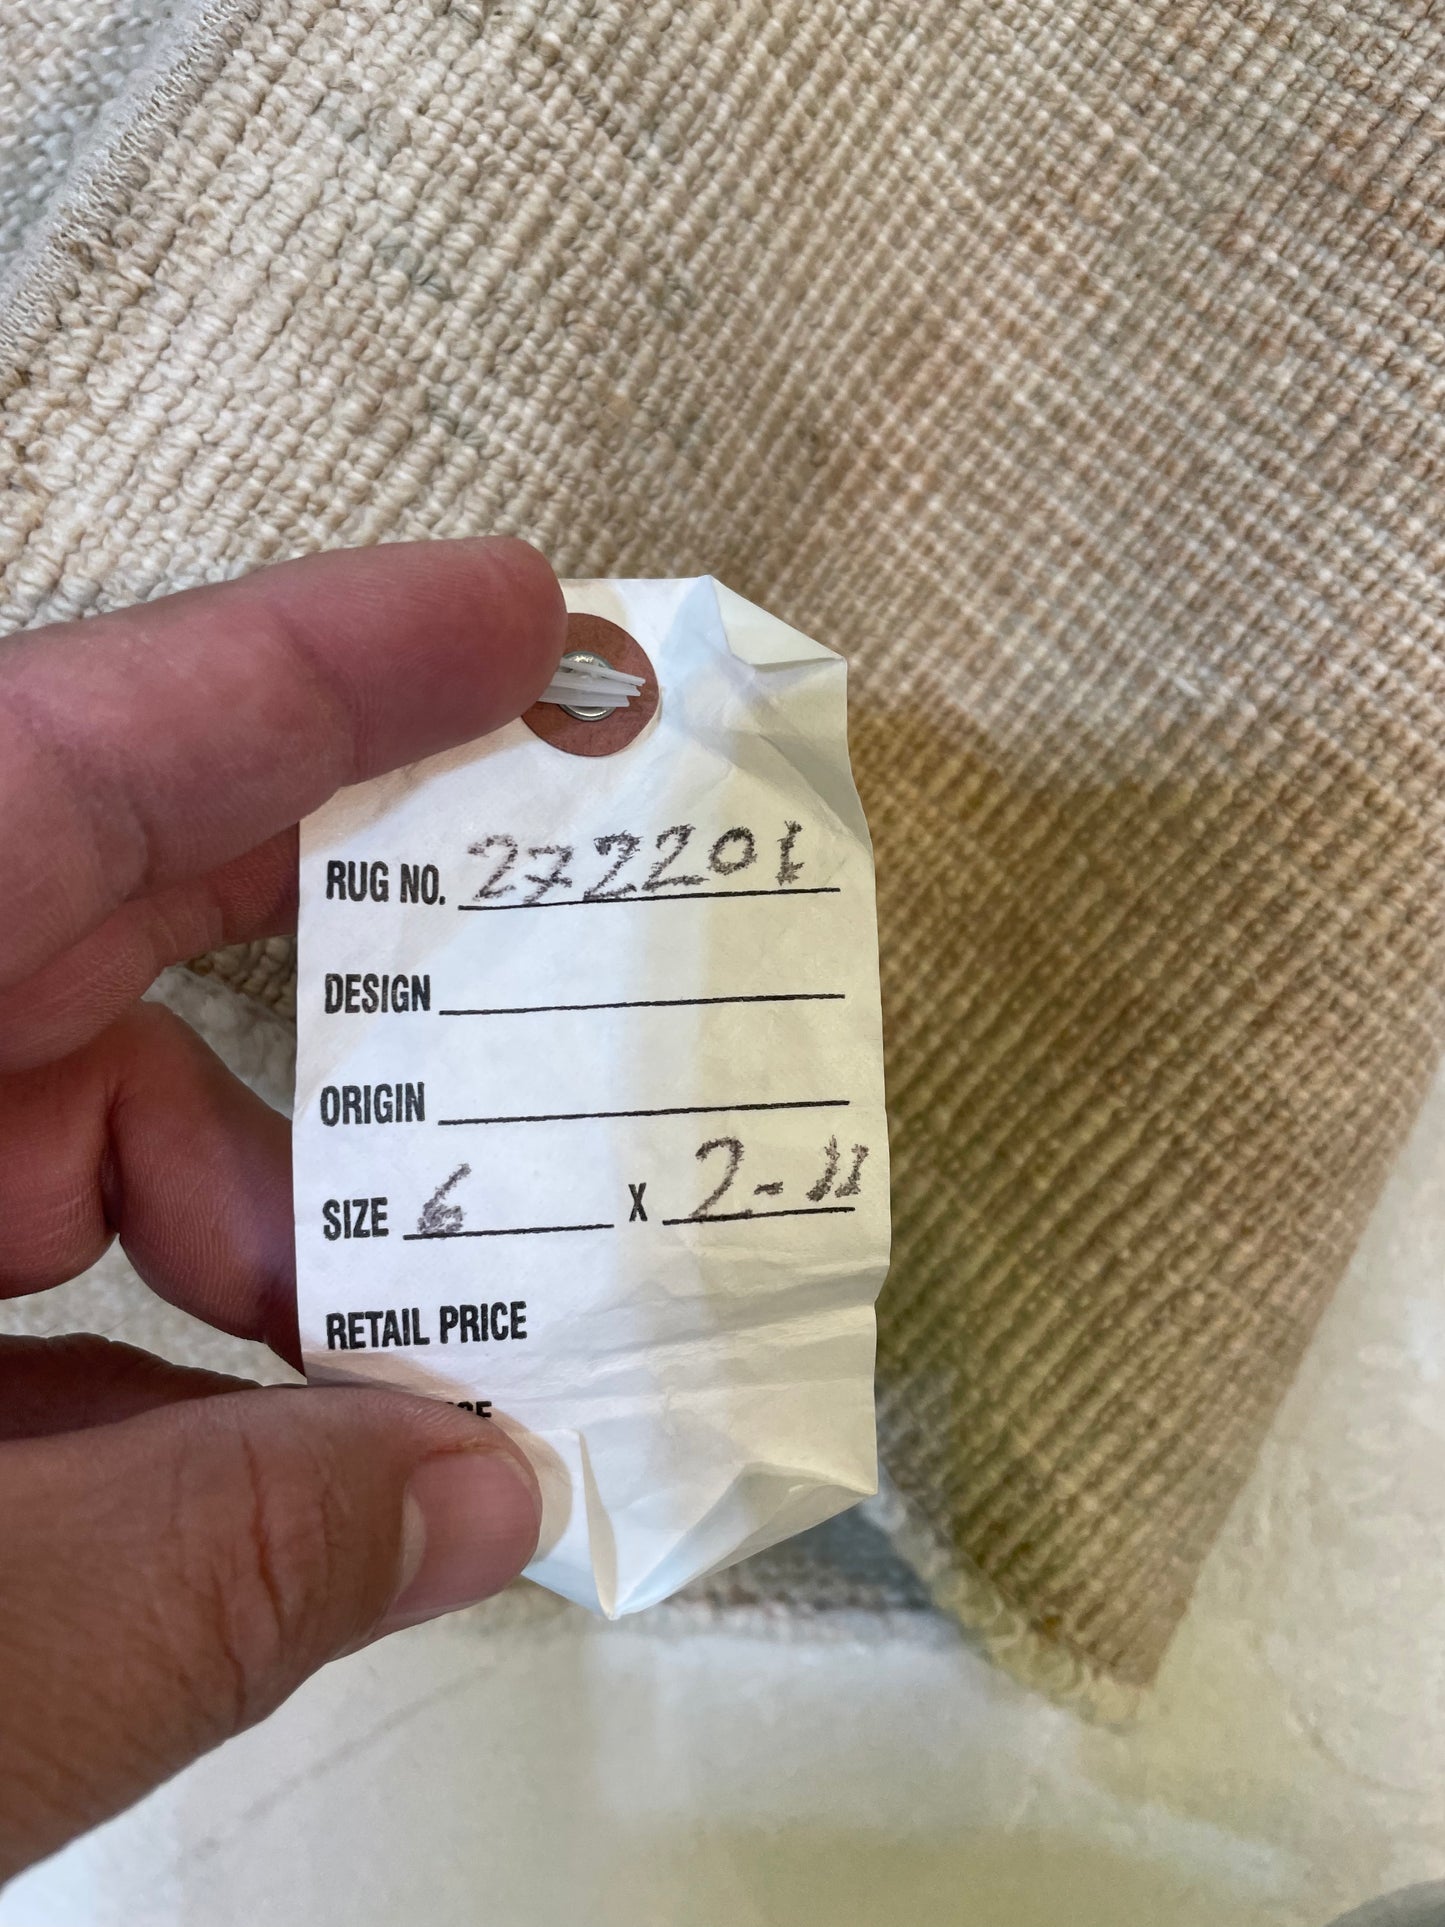 RUG NO. 272201
DESIGN
ORIGIN
SIZE 6 X 2-11
RETAIL PRICE